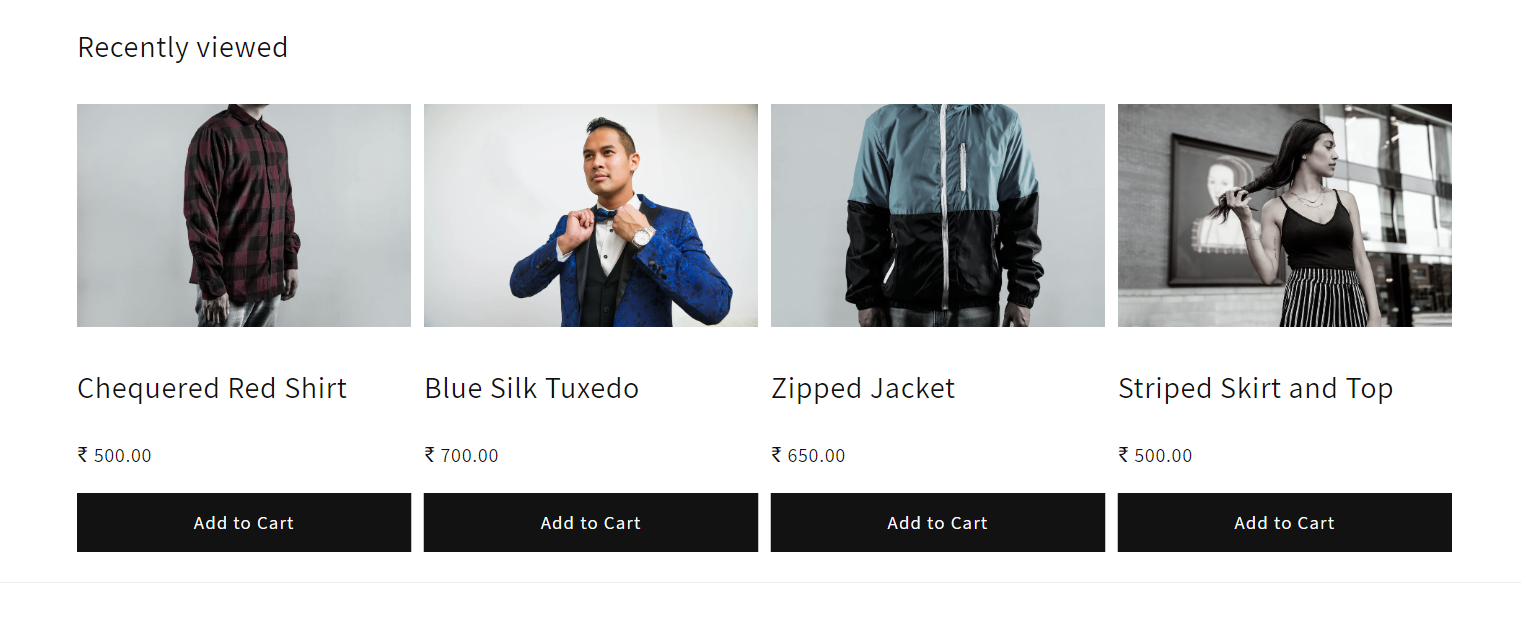 Recently viewed
Chequered Red Shirt
Blue Silk Tuxedo
Zipped Jacket
Striped Skirt and Top
₹ 500.00
₹ 700.00
₹ 650.00
₹ 500.00
Add to Cart
Add to Cart
Add to Cart
Add to Cart